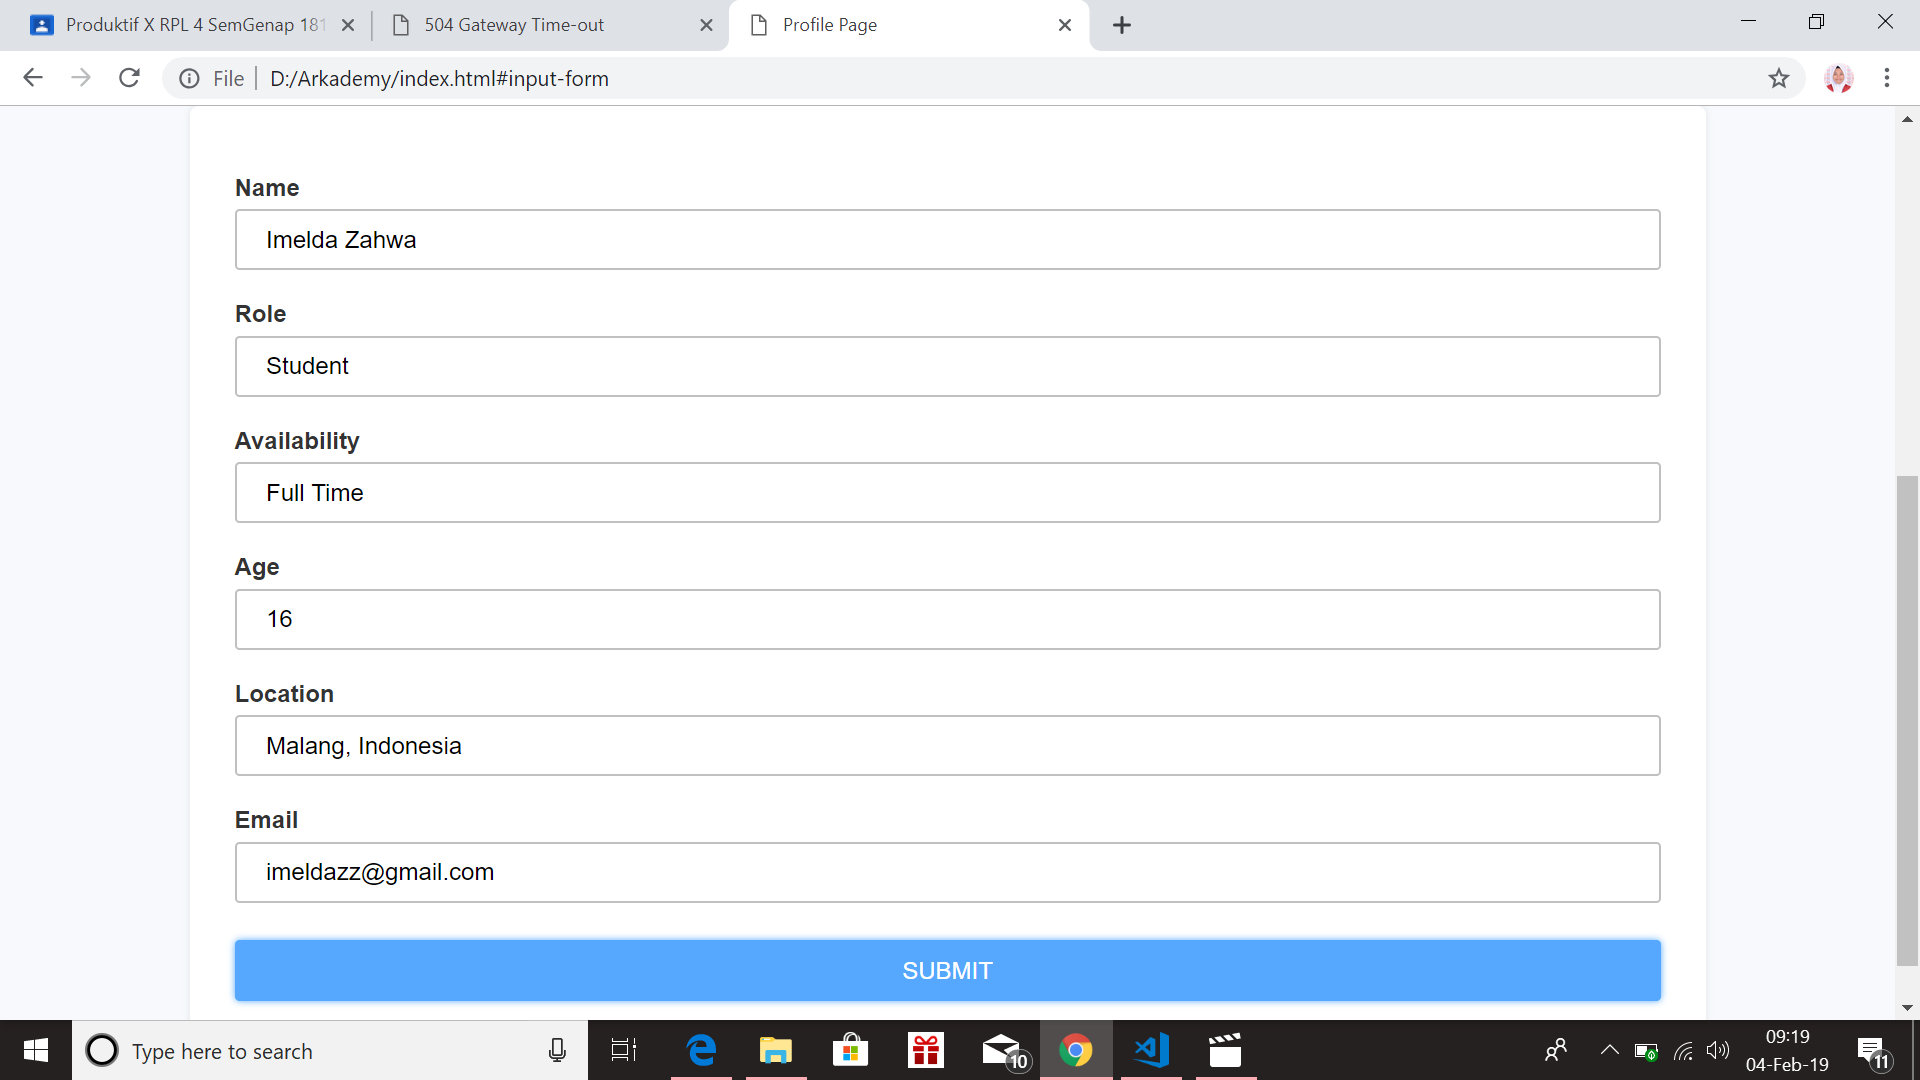 Produktif X RPL 4 SemGenap 181
504 Gateway Time-out
Profile Page
File
D:/Arkademy/index.html#input-form
Name
Imelda Zahwa
Role
Student
Availability
Full Time
Age
16
Location
Malang, Indonesia
Email
imeldazz@gmail.com
SUBMIT
Type here to search
10
09:19
04-Feb-19
11